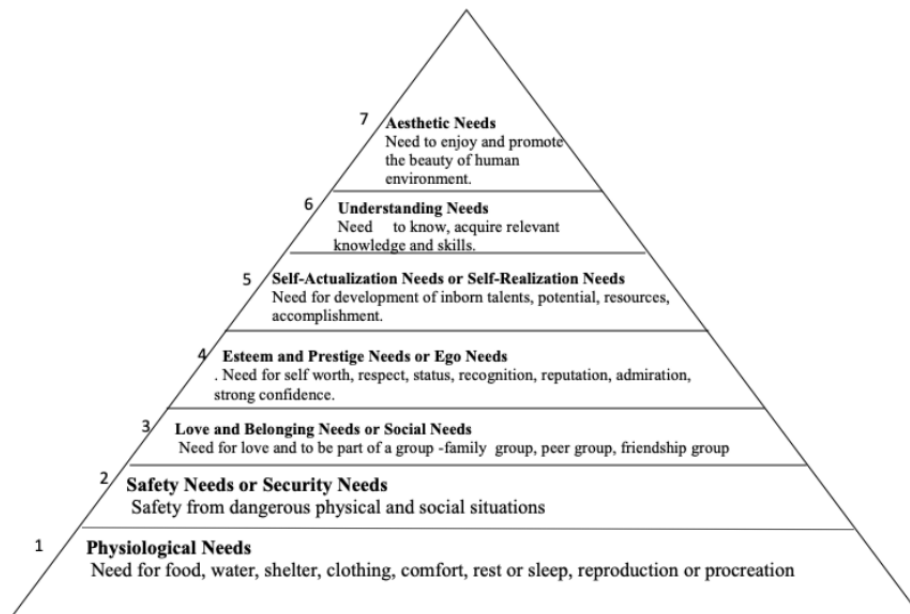 7 Aesthetic Needs
Need to enjoy and promote
the beauty of human
environment.
6 Understanding Needs
Need to know, acquire relevant
knowledge and skills.
5 Self-Actualization Needs or Self-Realization Needs
Need for development of inborn talents, potential, resources,
accomplishment.
4 Esteem and Prestige Needs or Ego Needs
. Need for self worth, respect, status, recognition, reputation, admiration,
strong confidence.
3 Love and Belonging Needs or Social Needs
Need for love and to be part of a group -family group, peer group, friendship group
2 Safety Needs or Security Needs
Safety from dangerous physical and social situations
1 Physiological Needs
Need for food, water, shelter, clothing, comfort, rest or sleep, reproduction or procreation